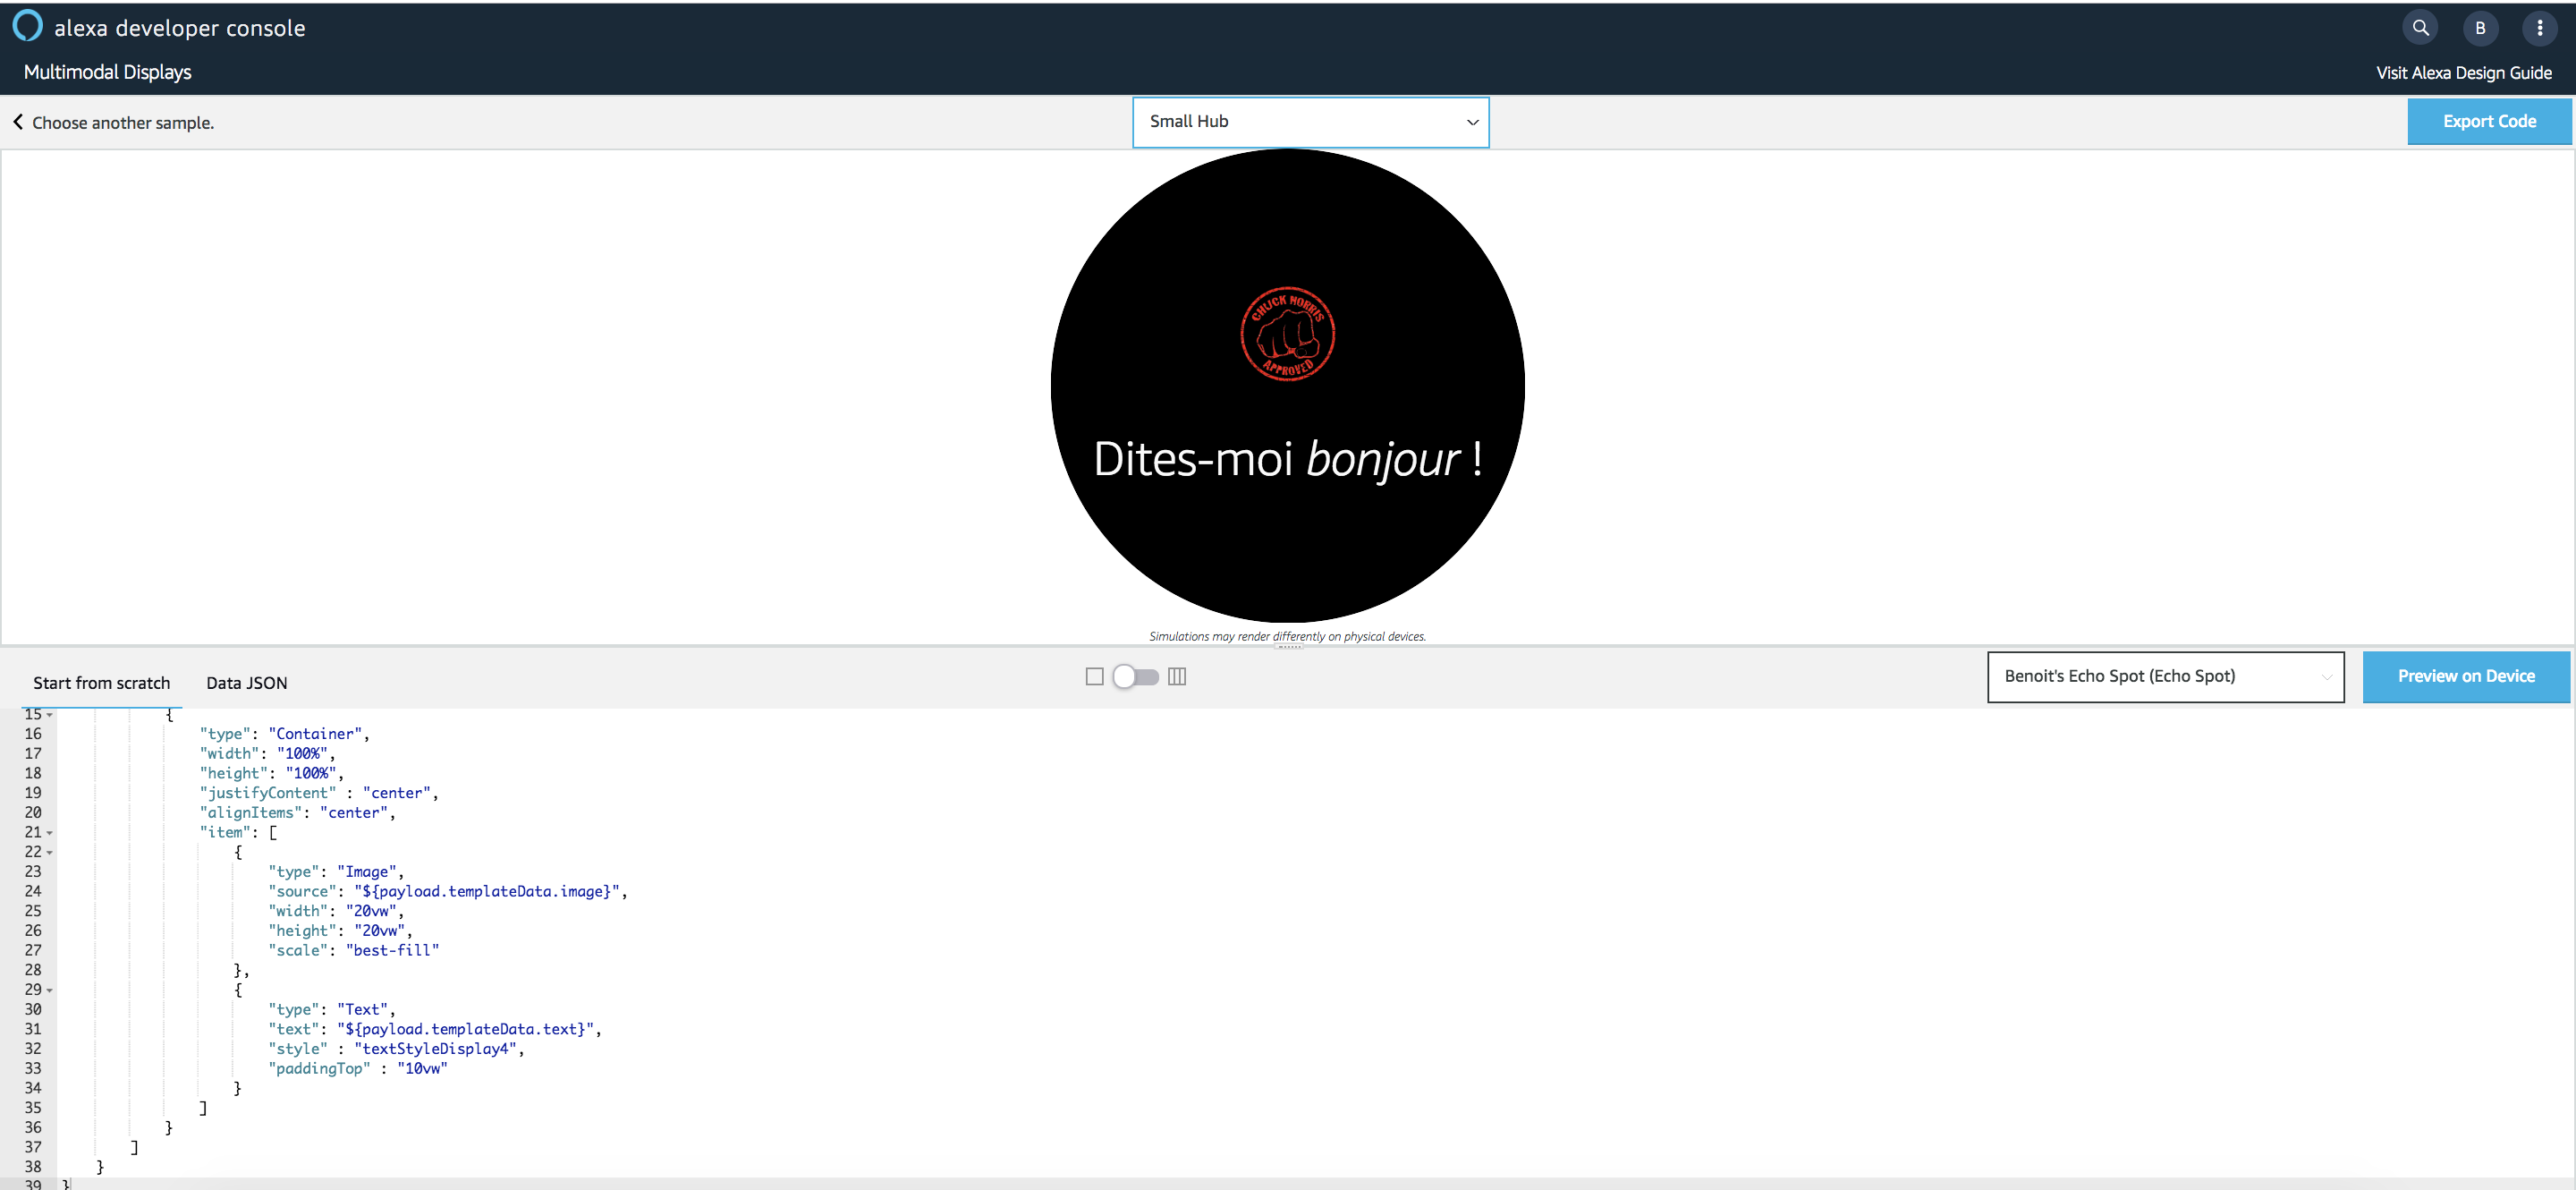 alexa developer console
B
Multimodal Displays
Visit Alexa Design Guide
Choose another sample.
Small Hub
Export Code
CHUCK NORRIS
APPROVED
Dites-moi bonjour !
Simulations may render differently on physical devices.
Start from scratch
Data JSON
Benoit's Echo Spot (Echo Spot)
Preview on Device
15 {
16 "type": "Container",
17 "width": "100%",
18 "height": "100%",
19 "justifyContent" : "center",
20 "alignItems": "center",
21 "item": [
22 {
23 "type": "Image",
24 "source": "${payload.templateData.image}",
25 "width": "20vw",
26 "height": "20vw",
27 "scale": "best-fill"
28 },
29 {
30 "type": "Text",
31 "text": "${payload.templateData.text}",
32 "style" : "textStyleDisplay4",
33 "paddingTop" : "10vw"
34 }
35 ]
36 }
37 ]
38 }
39 }